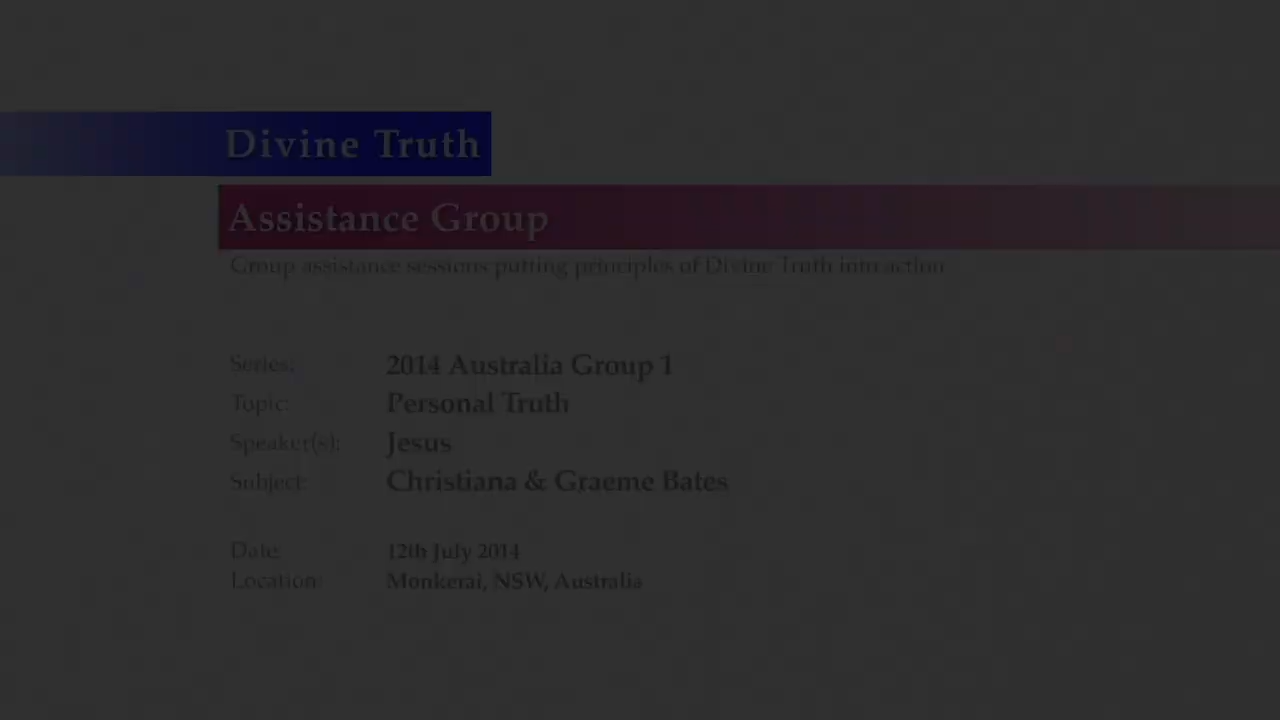 Divine Truth
Assistance Group
Group assistance sessions putting principles of Divine Truth into action
Series: 2014 Australia Group 1
Topic: Personal Truth
Speaker(s): Jesus
Subject: Christiana & Graeme Bates
Date: 12th July 2014
Location: Monkerai, NSW, Australia